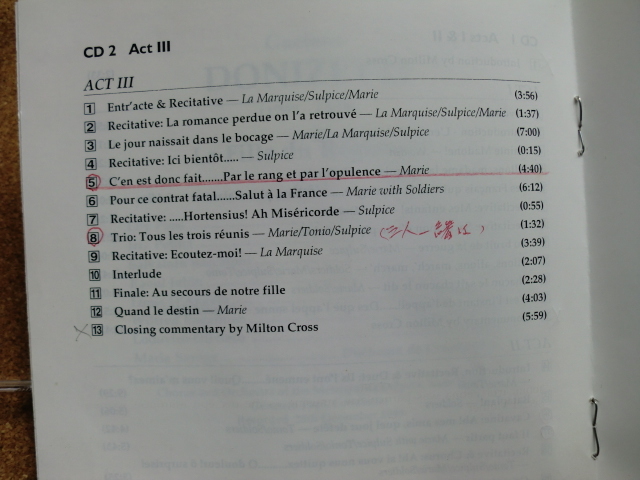 CD 2 Act III
ACT III
1 Entr'acte & Recitative — La Marquise/Sulpice/Marie (3:56)
2 Recitative: La romance perdue on l'a retrouvé — La Marquise/Sulpice/Marie (1:37)
3 Le jour naissait dans le bocage — Marie/La Marquise/Sulpice (7:00)
4 Recitative: Ici bientôt..... — Sulpice (0:15)
5 C'en est donc fait.......Par le rang et par l'opulence — Marie (4:40)
6 Pour ce contrat fatal......Salut à la France — Marie with Soldiers (6:12)
7 Recitative: .....Hortensius! Ah Miséricorde — Sulpice (0:55)
8 Trio: Tous les trois réunis — Marie/Tonio/Sulpice (1:32)
9 Recitative: Ecoutez-moi! — La Marquise (3:39)
10 Interlude (2:07)
11 Finale: Au secours de notre fille (2:28)
12 Quand le destin — Marie (4:03)
13 Closing commentary by Milton Cross (5:59)